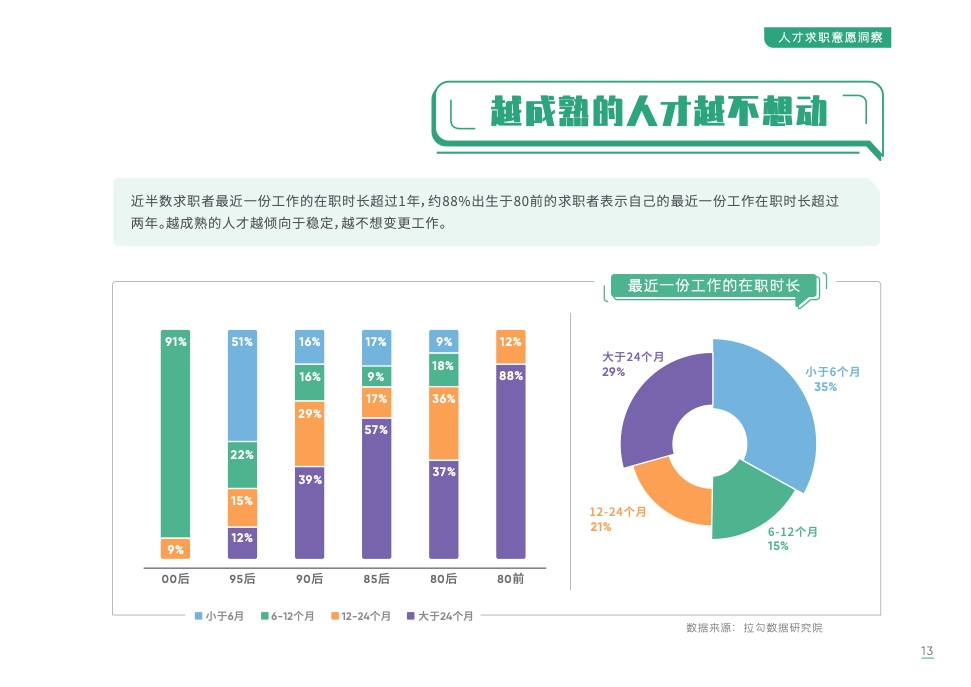 人才求职意愿洞察
越成熟的人才越不想动
近半数求职者最近一份工作的在职时长超过1年，约88%出生于80前的求职者表示自己的最近一份工作在职时长超过
两年。越成熟的人才越倾向于稳定，越不想变更工作。
最近一份工作的在职时长
91%
9%
00后
51%
22%
15%
12%
95后
16%
16%
29%
39%
90后
17%
9%
17%
57%
85后
9%
18%
36%
37%
80后
12%
88%
80前
小于6月
6-12个月
12-24个月
大于24个月
大于24个月
29%
小于6个月
35%
12-24个月
21%
6-12个月
15%
数据来源：拉勾数据研究院
13